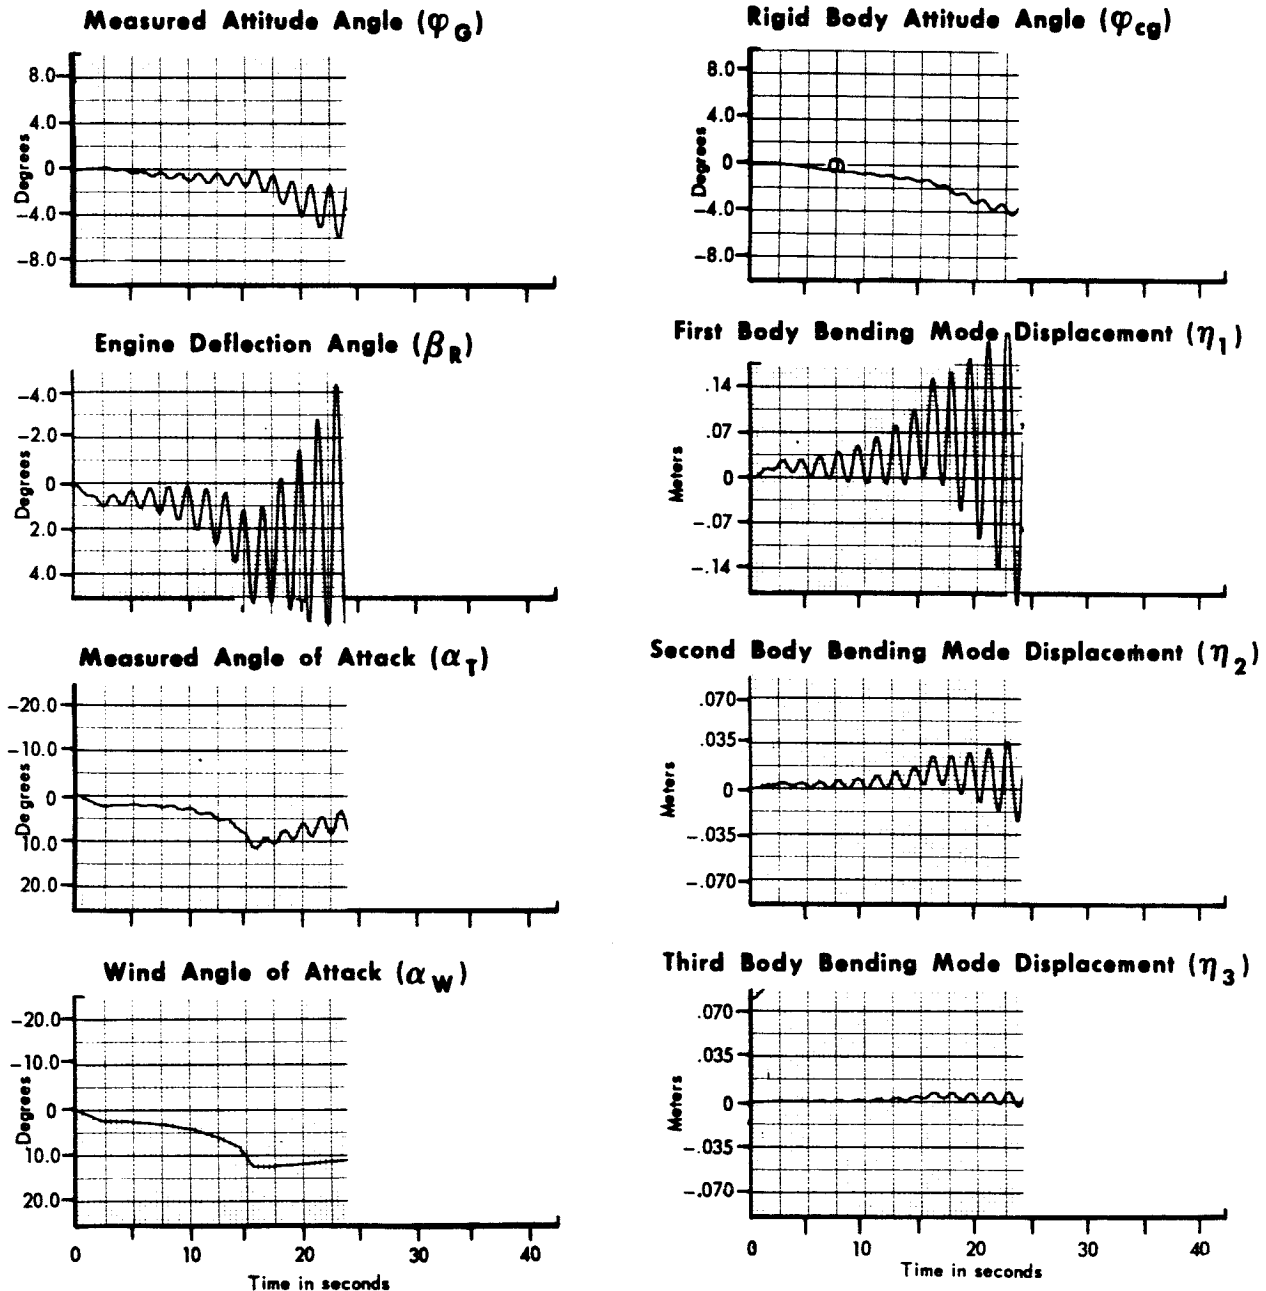 Measured Attitude Angle (φG)
8.0
4.0
0
-4.0
-8.0
Degrees
Rigid Body Attitude Angle (φcg)
8.0
4.0
0
-4.0
-8.0
Degrees
Engine Deflection Angle (βR)
-4.0
-2.0
0
2.0
4.0
Degrees
First Body Bending Mode Displacement (η1)
.14
.07
0
-.07
-.14
Meters
Measured Angle of Attack (αT)
-20.0
-10.0
0
10.0
20.0
Degrees
Second Body Bending Mode Displacement (η2)
.070
.035
0
-.035
-.070
Meters
Wind Angle of Attack (αW)
-20.0
-10.0
0
10.0
20.0
Degrees
0 10 20 30 40
Time in seconds
Third Body Bending Mode Displacement (η3)
.070
.035
0
-.035
-.070
Meters
0 10 20 30 40
Time in seconds